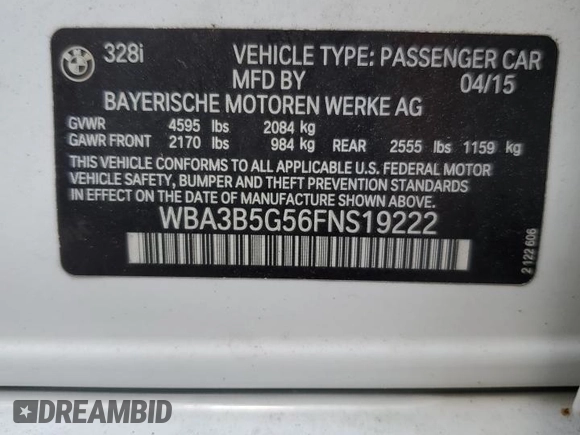 BMW
328i VEHICLE TYPE: PASSENGER CAR
MFD BY 04/15
BAYERISCHE MOTOREN WERKE AG
GVWR 4595 lbs 2084 kg
GAWR FRONT 2170 lbs 984 kg REAR 2555 lbs 1159 kg
THIS VEHICLE CONFORMS TO ALL APPLICABLE U.S. FEDERAL MOTOR
VEHICLE SAFETY, BUMPER AND THEFT PREVENTION STANDARDS
IN EFFECT ON THE DATE OF MANUFACTURE SHOWN ABOVE.
WBA3B5G56FNS19222
2 122 606
DREAMBID